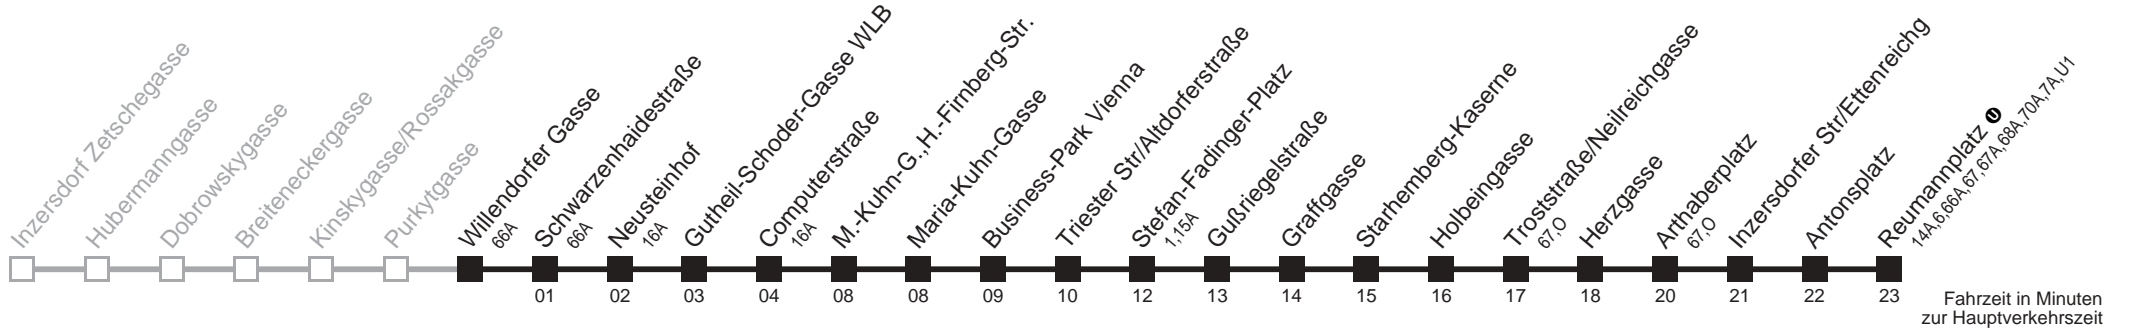 Inzersdorf Zetschegasse
Hubermanngasse
Dobrowskygasse
Breiteneckergasse
Kinskygasse/Rossakgasse
Purkytgasse
Willendorfer Gasse
66A
Schwarzenhaidestraße
66A
Neusteinhof
16A
Gutheil-Schoder-Gasse WLB
Computerstraße
16A
M.-Kuhn-G.,H.-Firnberg-Str.
Maria-Kuhn-Gasse
Business-Park Vienna
Triester Str/Altdorferstraße
Stefan-Fadinger-Platz
1,15A
Gußriegelstraße
Graffgasse
Starhemberg-Kaserne
Holbeingasse
Troststraße/Neilreichgasse
67,O
Herzgasse
Arthaberplatz
67,O
Inzersdorfer Str/Ettenreichg
Antonsplatz
Reumannplatz U
14A,6,66A,67,67A,68A,70A,7A,U1
01 02 03 04 08 08 09 10 12 13 14 15 16 17 18 20 21 22 23
Fahrzeit in Minuten
zur Hauptverkehrszeit